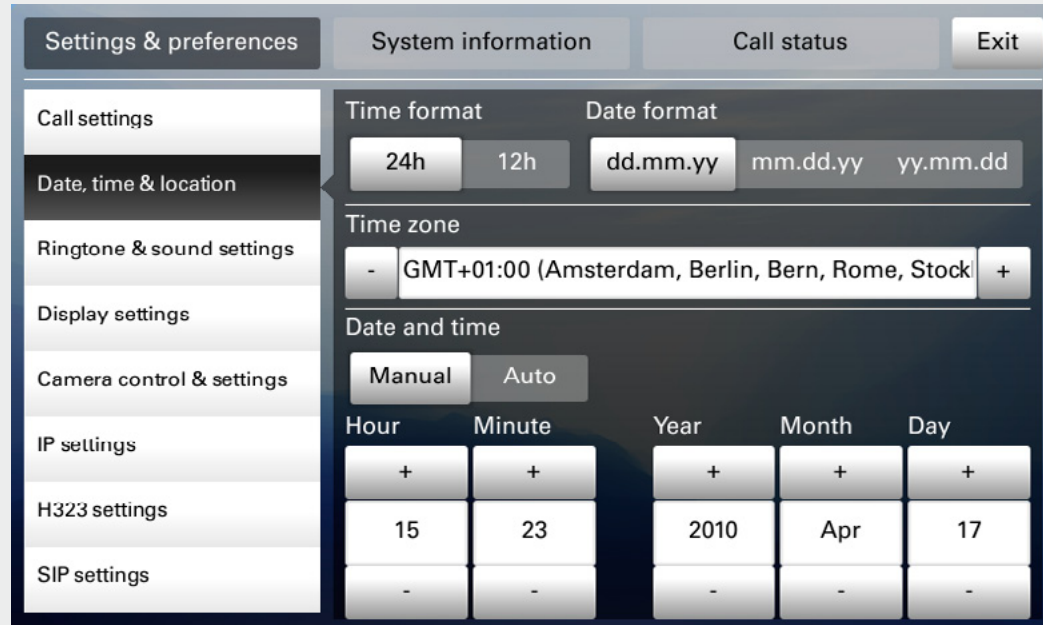 Settings & preferences System information Call status Exit
Call settings
Date, time & location
Ringtone & sound settings
Display settings
Camera control & settings
IP settings
H323 settings
SIP settings
Time format Date format
24h 12h dd.mm.yy mm.dd.yy yy.mm.dd
Time zone
- GMT+01:00 (Amsterdam, Berlin, Bern, Rome, Stock +
Date and time
Manual Auto
Hour Minute Year Month Day
+ + + + +
15 23 2010 Apr 17
- - - - -